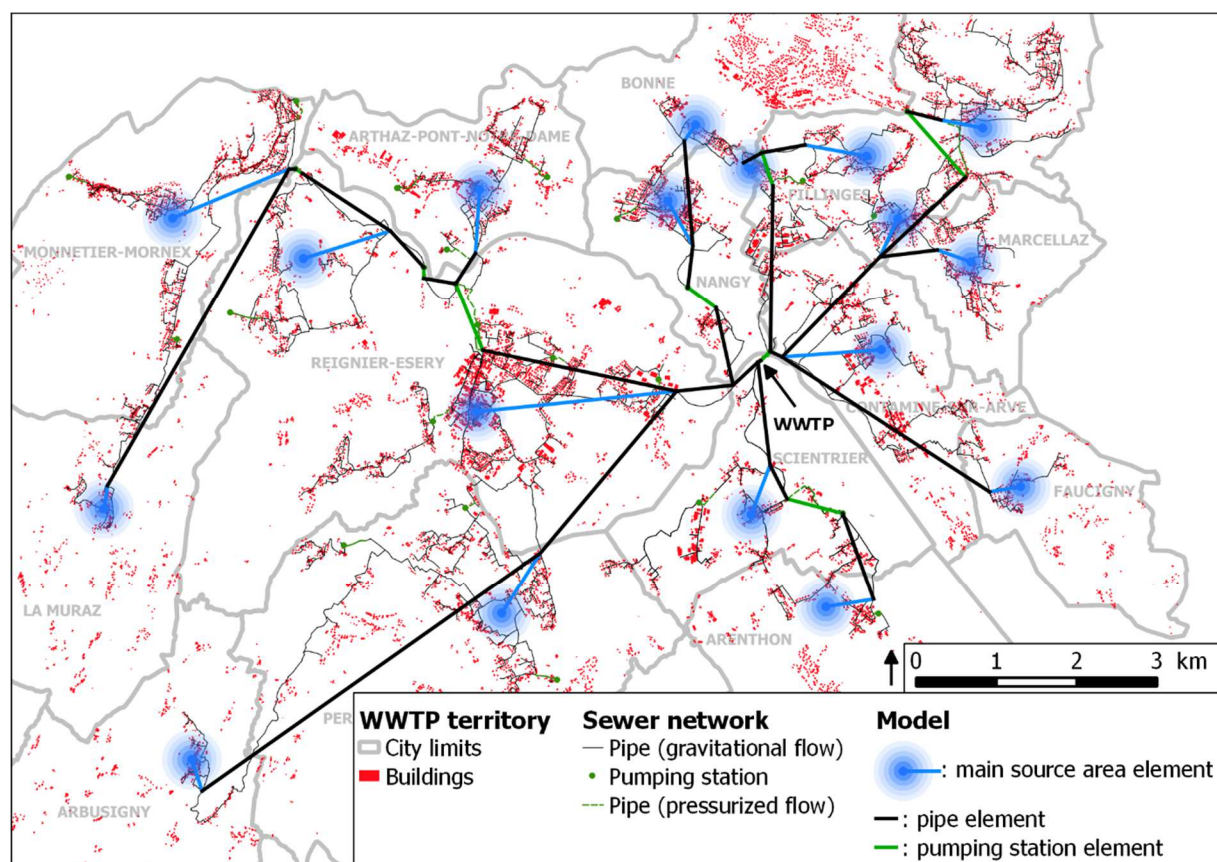 BONNE
ARTHAZ-PONT-NOTRE-DAME
FILLINGES
MARCELLAZ
MONNETIER-MORNEX
NANGY
REIGNIER-ESERY
CONTAMINE-SUR-ARVE
WWTP
SCIENTRIER
FAUCIGNY
LA MURAZ
ARENTHON
0 1 2 3 km
PER
ARBUSIGNY
WWTP territory
City limits
Buildings
Sewer network
Pipe (gravitational flow)
Pumping station
Pipe (pressurized flow)
Model
: main source area element
: pipe element
: pumping station element